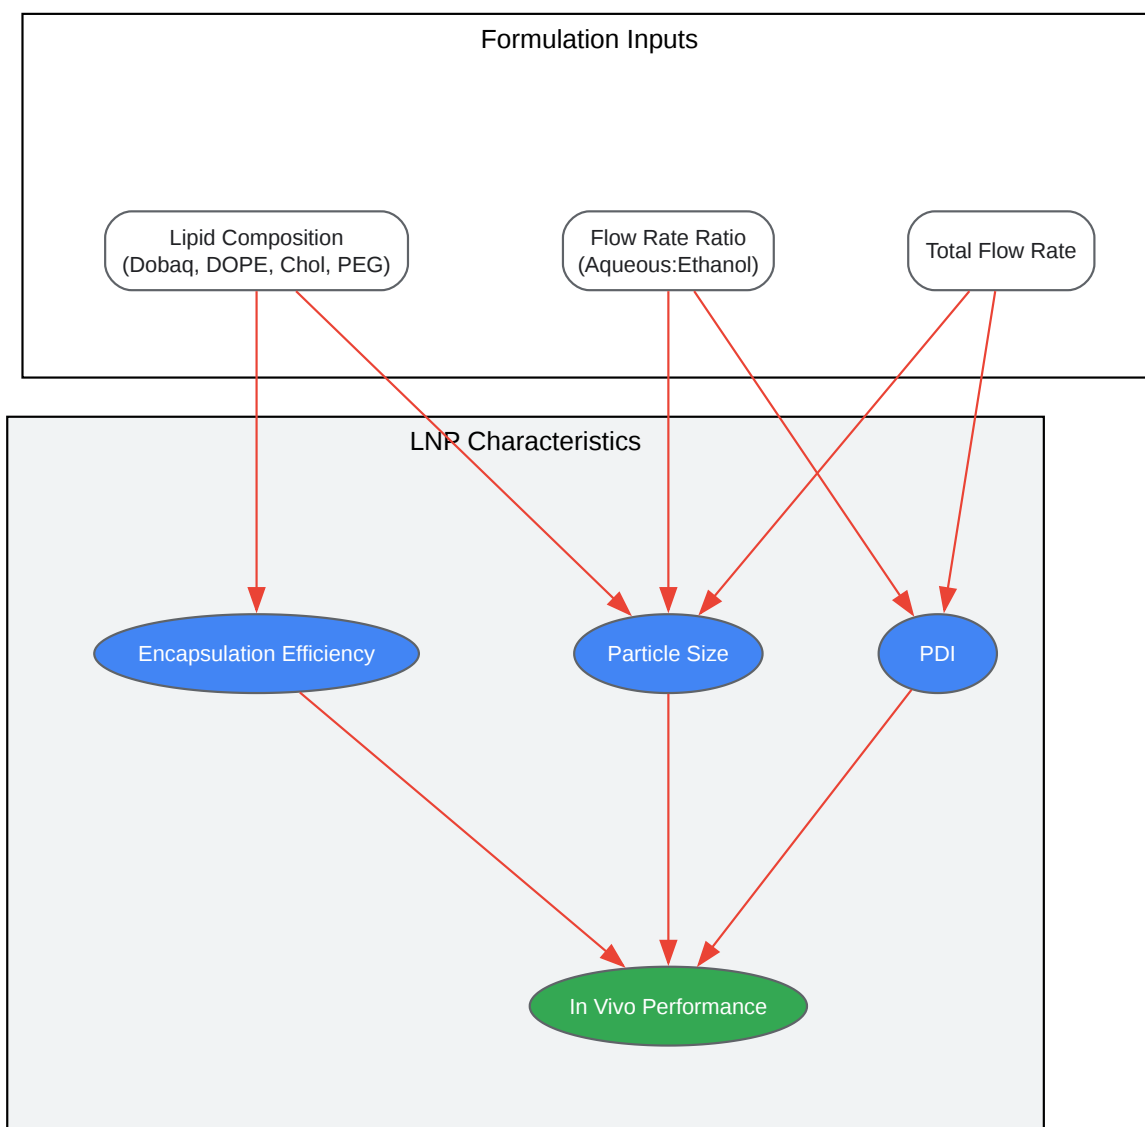 Formulation Inputs
Lipid Composition
(Dobaq, DOPE, Chol, PEG)
Flow Rate Ratio
(Aqueous:Ethanol)
Total Flow Rate
LNP Characteristics
Encapsulation Efficiency
Particle Size
PDI
In Vivo Performance